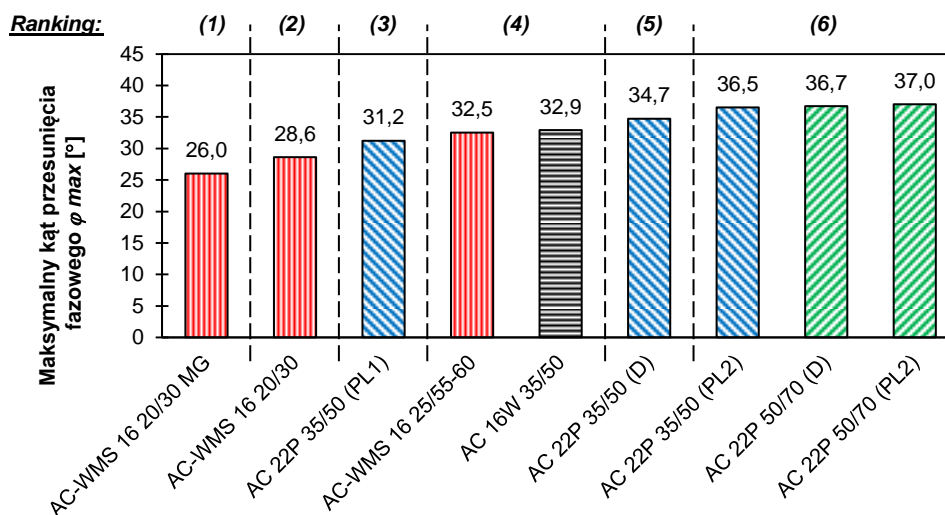 Ranking: (1) (2) (3) (4) (5) (6)
Maksymalny kąt przesunięcia
fazowego φ max [°]
45
40
35
30
25
20
15
10
5
0
26,0
28,6
31,2
32,5
32,9
34,7
36,5
36,7
37,0
AC-WMS 16 20/30 MG
AC-WMS 16 20/30
AC 22P 35/50 (PL1)
AC-WMS 16 25/55-60
AC 16W 35/50
AC 22P 35/50 (D)
AC 22P 35/50 (PL2)
AC 22P 50/70 (D)
AC 22P 50/70 (PL2)